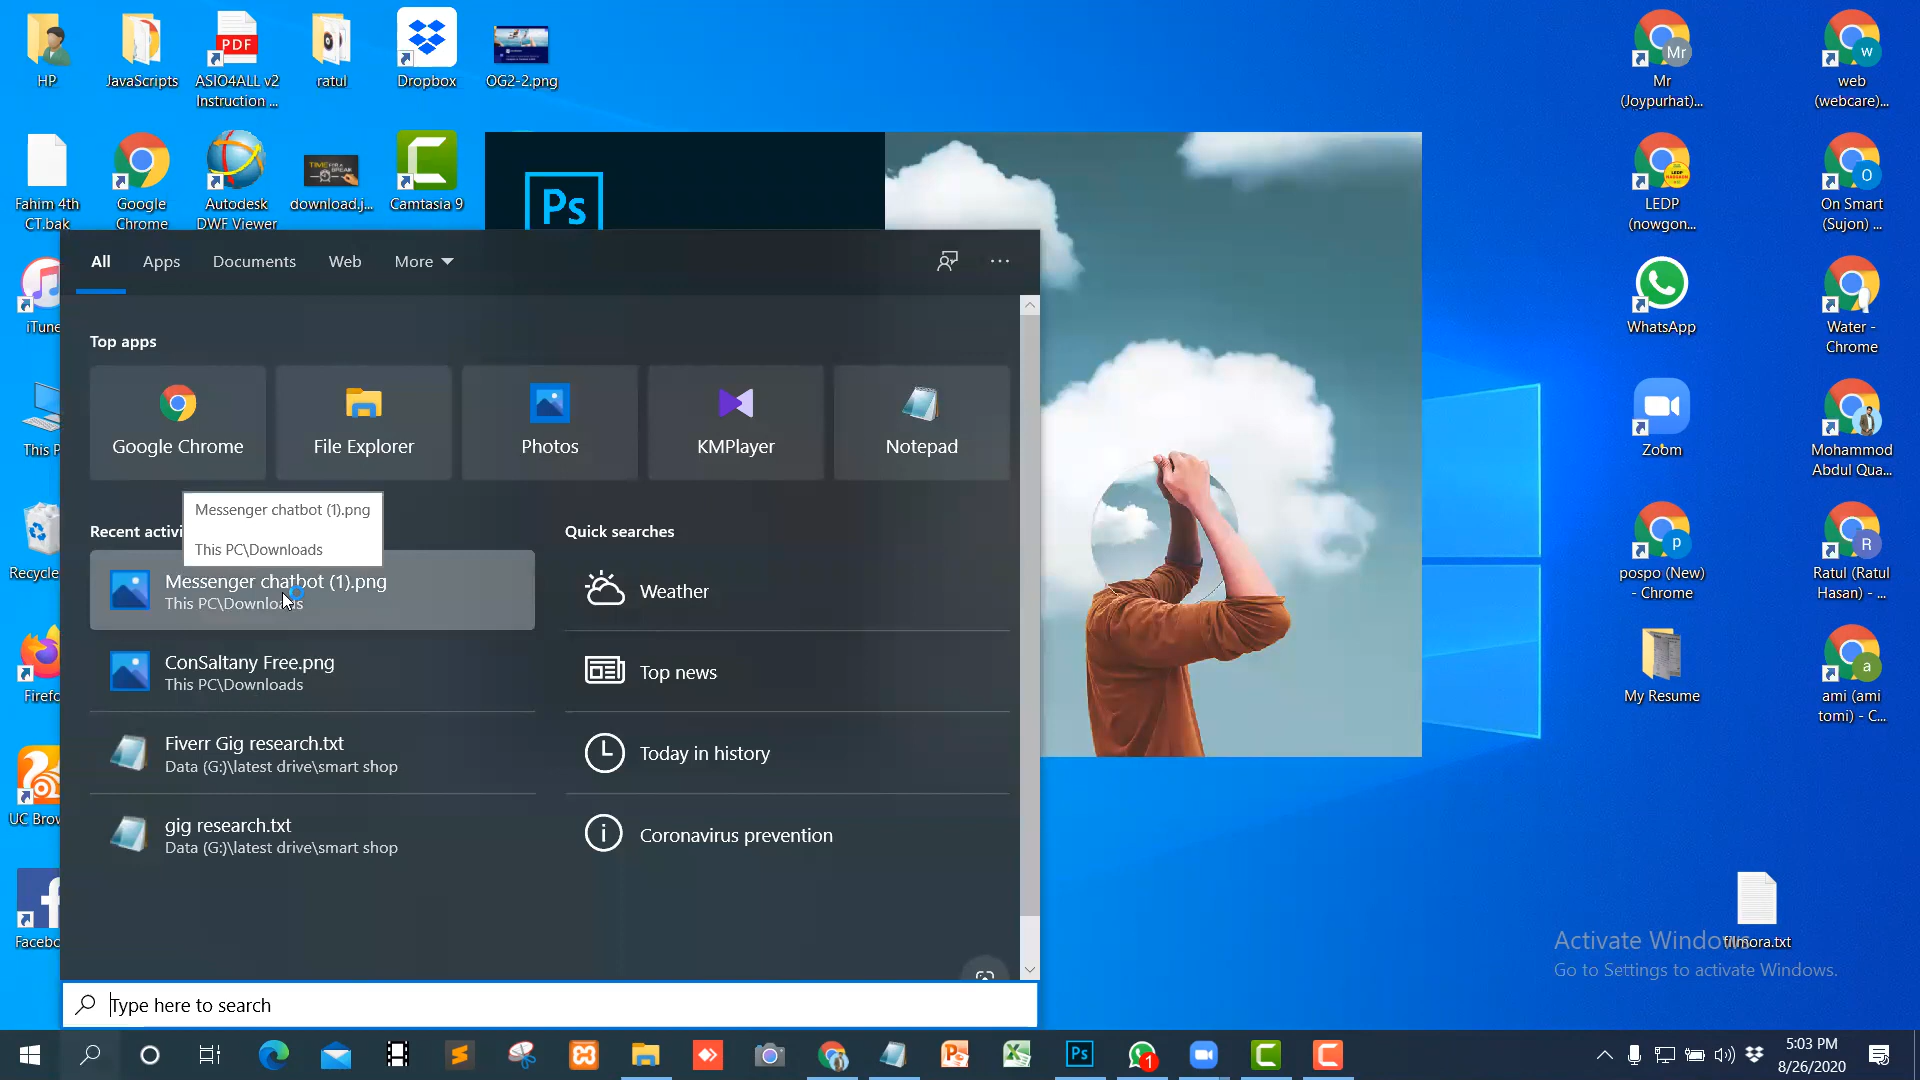 HP
JavaScripts
ASIO4ALL v2
Instruction ...
ratul
Dropbox
OG2-2.png
Mr
(Joypurhat)...
web
(webcare)...
Fahim 4th
CT.bak
Google
Chrome
Autodesk
DWF Viewer
download.j...
Camtasia 9
Ps
LEDP
(nowgon...
On Smart
(Sujon) ...
All
Apps
Documents
Web
More
iTune
WhatsApp
Water -
Chrome
Top apps
Google Chrome
File Explorer
Photos
KMPlayer
Notepad
This P
Zoom
Mohammod
Abdul Qua...
Messenger chatbot (1).png
This PC\Downloads
Recent activi
Quick searches
Messenger chatbot (1).png
This PC\Downloads
Weather
Recycle
pospo (New)
- Chrome
Ratul (Ratul
Hasan) - ...
ConSaltany Free.png
This PC\Downloads
Top news
Firefo
My Resume
ami (ami
tomi) - C...
Fiverr Gig research.txt
Data (G:)\latest drive\smart shop
Today in history
UC Brow
gig research.txt
Data (G:)\latest drive\smart shop
Coronavirus prevention
Facebo
filmora.txt
Activate Windows
Go to Settings to activate Windows.
Type here to search
5:03 PM
8/26/2020